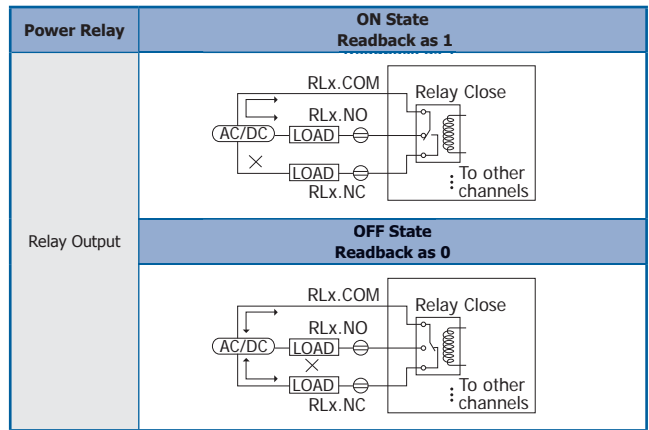 Power Relay
ON State
Readback as 1
RLx.COM
Relay Close
RLx.NO
AC/DC
LOAD
LOAD
RLx.NC
To other
channels
Relay Output
OFF State
Readback as 0
RLx.COM
Relay Close
RLx.NO
AC/DC
LOAD
LOAD
RLx.NC
To other
channels